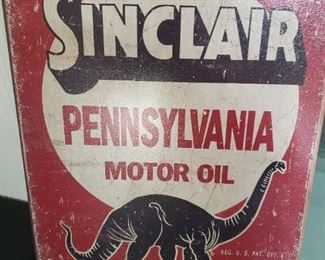 SINCLAIR
PENNSYLVANIA
MOTOR OIL
REG. U.S. PAT. OFF.